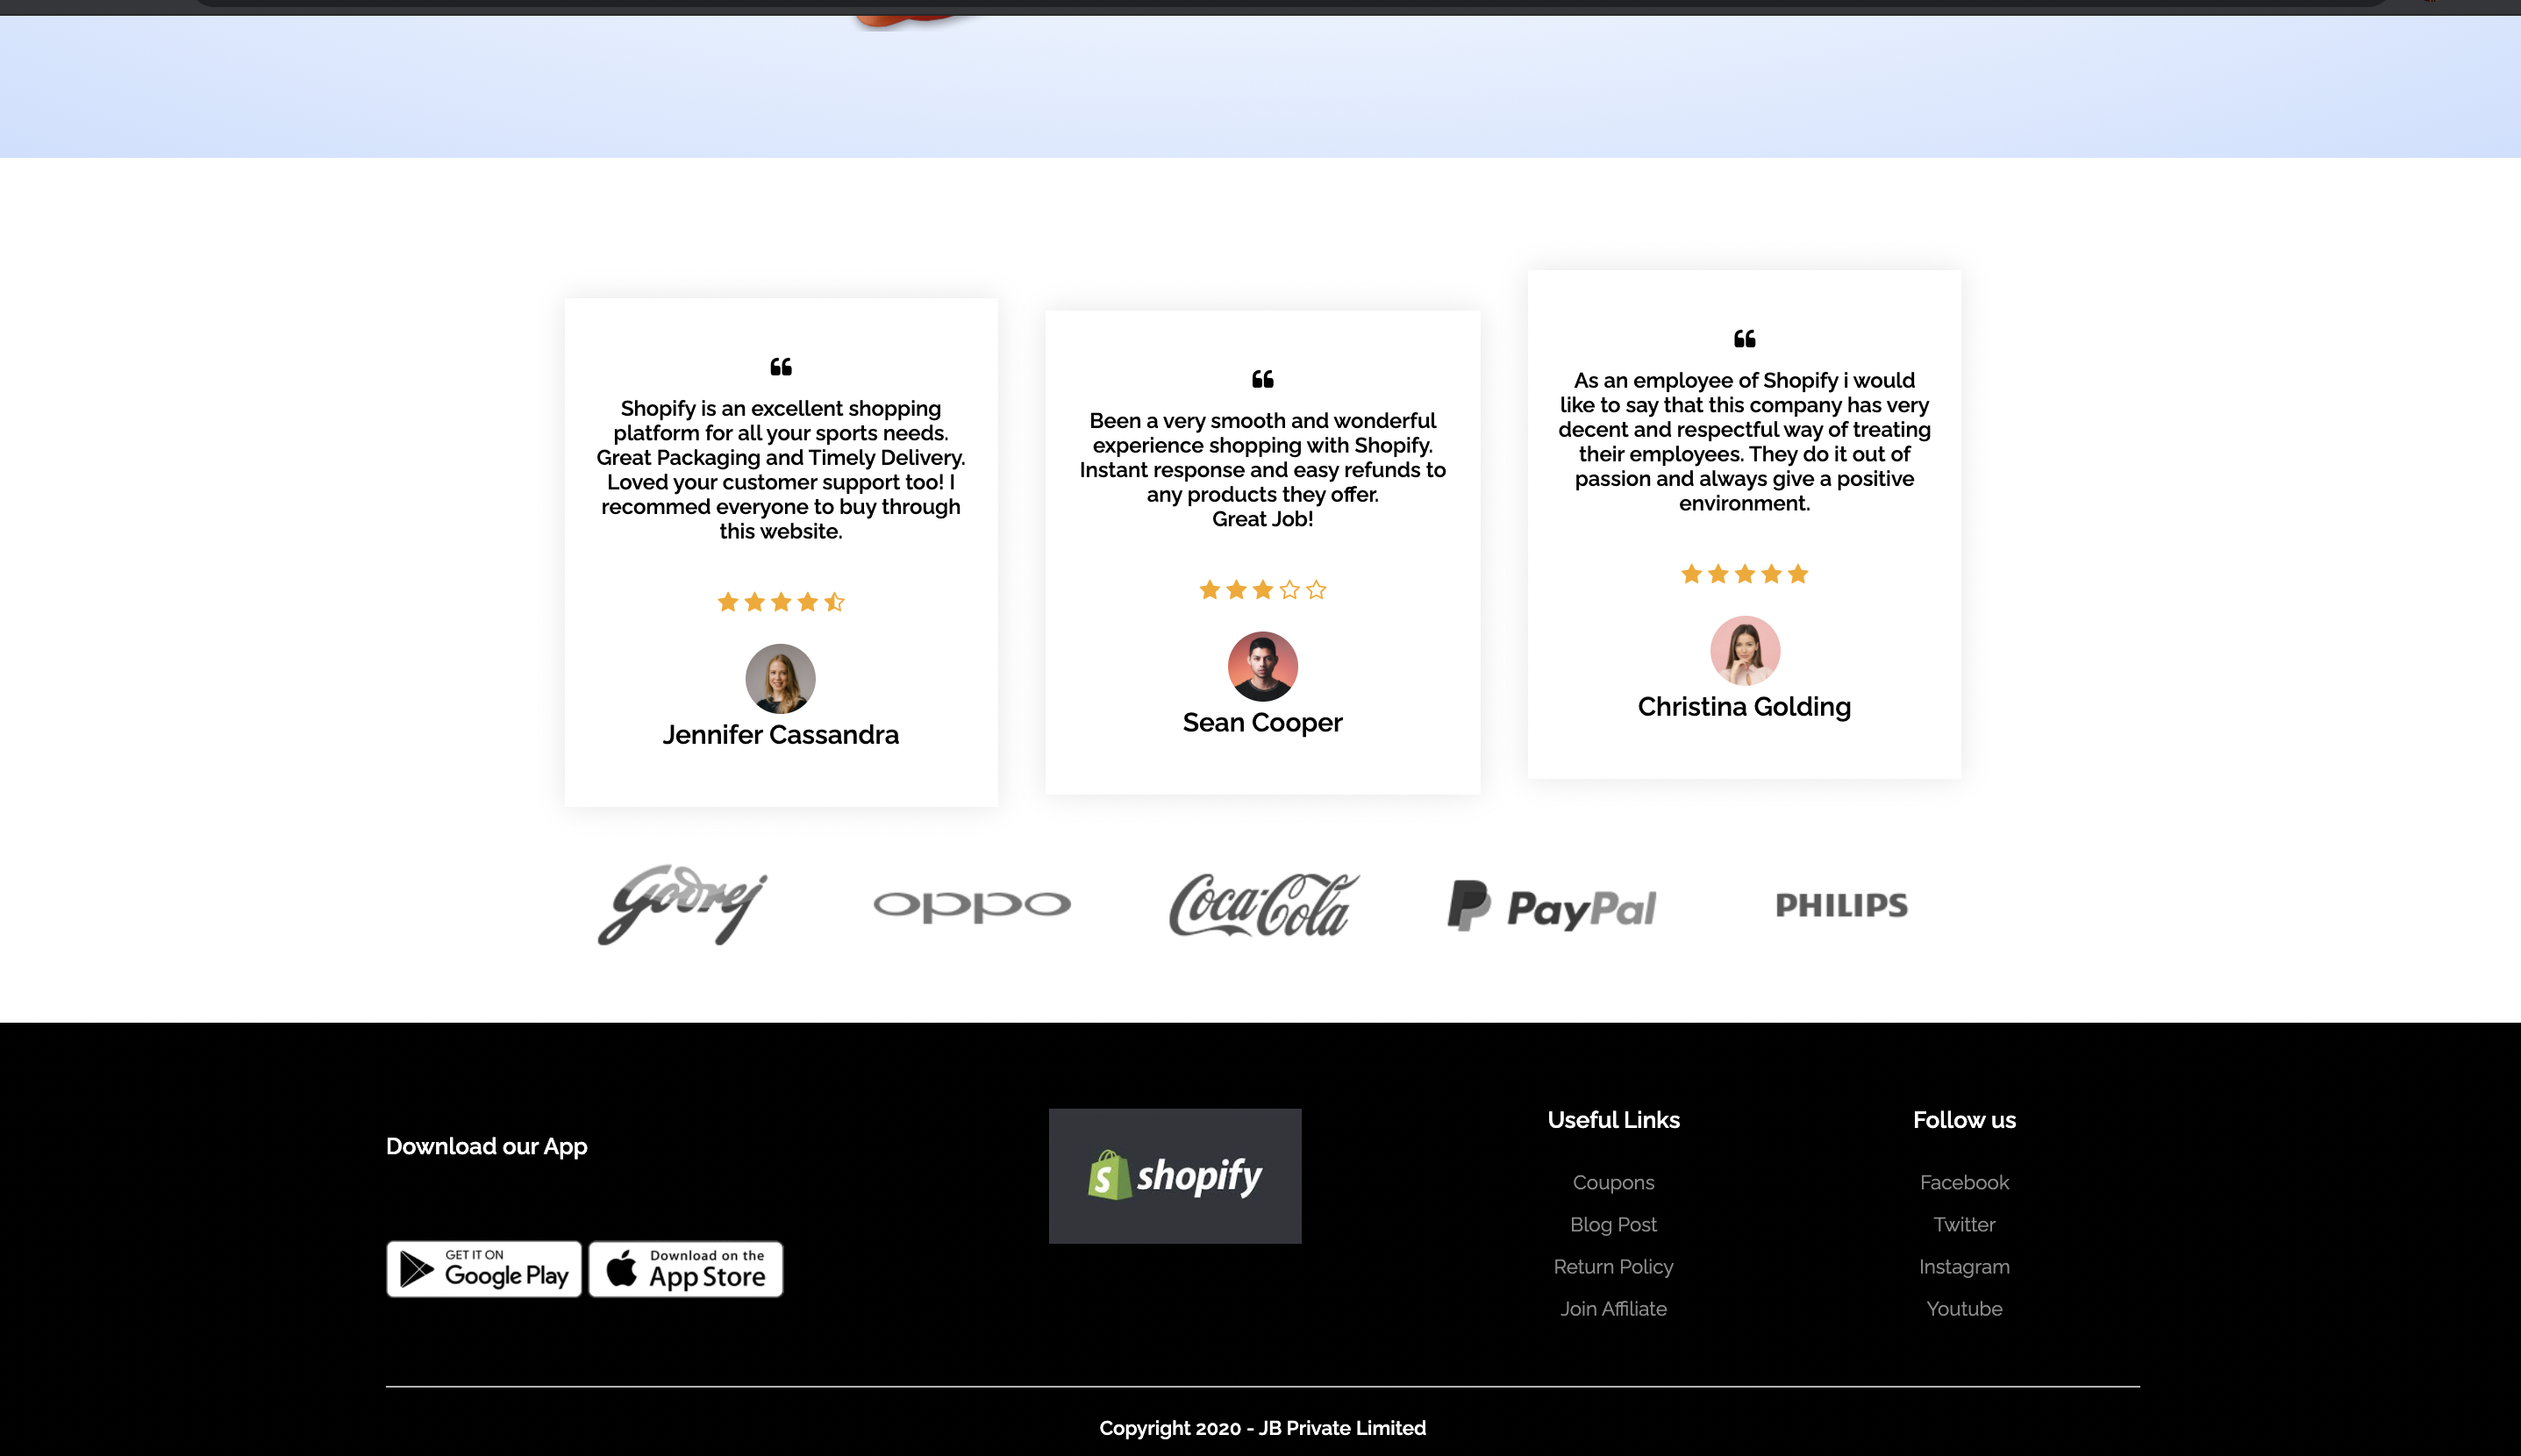 Shopify is an excellent shopping
platform for all your sports needs.
Great Packaging and Timely Delivery.
Loved your customer support too! I
recommed everyone to buy through
this website.
Jennifer Cassandra
Been a very smooth and wonderful
experience shopping with Shopify.
Instant response and easy refunds to
any products they offer.
Great Job!
Sean Cooper
As an employee of Shopify i would
like to say that this company has very
decent and respectful way of treating
their employees. They do it out of
passion and always give a positive
environment.
Christina Golding
Godrej
oppo
Coca-Cola
PayPal
PHILIPS
Download our App
GET IT ON
Google Play
Download on the
App Store
shopify
Useful Links
Coupons
Blog Post
Return Policy
Join Affiliate
Follow us
Facebook
Twitter
Instagram
Youtube
Copyright 2020 - JB Private Limited